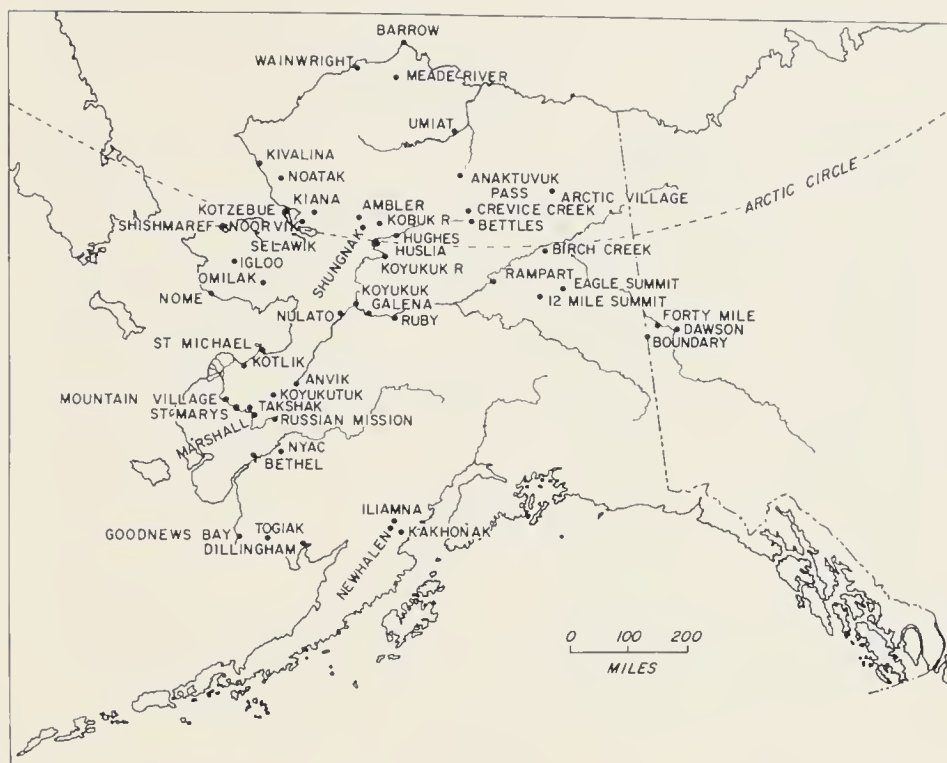 BARROW
WAINWRIGHT
MEADE RIVER
UMIAT
KIVALINA
NOATAK
ANAKTUVUK
PASS
ARCTIC VILLAGE
ARCTIC CIRCLE
KIANA
AMBLER
KOTZEBUE
KOBUK R
CREVICE CREEK
SHISHMAREF
NOORVIK
BETTLES
HUGHES
SELAWIK
HUSLIA
BIRCH CREEK
SHUNGNAK
IGLOO
KOYUKUK R
OMILAK
RAMPART
EAGLE SUMMIT
NOME
KOYUKUK
12 MILE SUMMIT
GALENA
NULATO
RUBY
FORTY MILE
DAWSON
BOUNDARY
ST MICHAEL
KOTLIK
ANVIK
MOUNTAIN VILLAGE
KOYUKUTUK
ST MARYS
TAKSHAK
MARSHALL
RUSSIAN MISSION
NYAC
BETHEL
ILIAMNA
GOODNEWS BAY
TOGIAK
KAKHONAK
DILLINGHAM
NEWHALEN
0 100 200
MILES